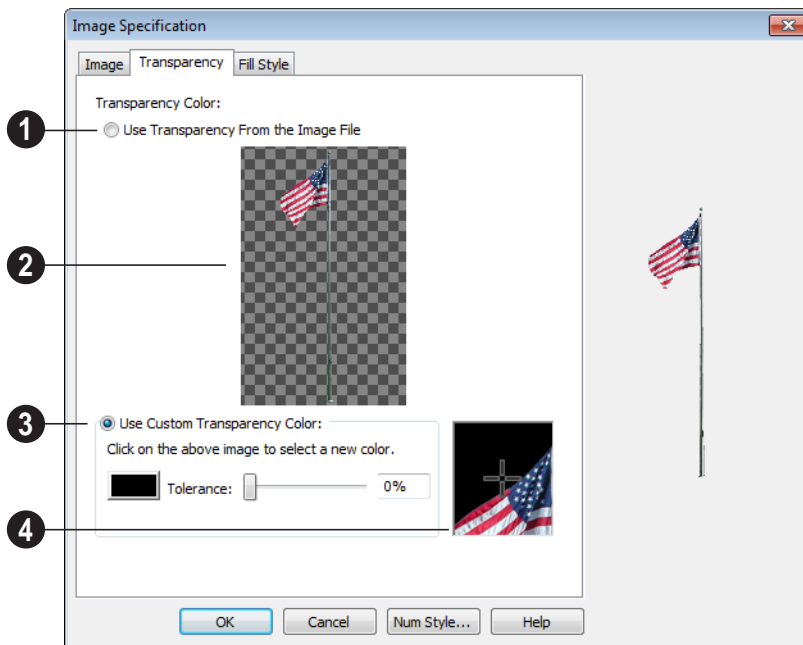 Image Specification
Image Transparency Fill Style
Transparency Color:
1 Use Transparency From the Image File
2
3 Use Custom Transparency Color:
Click on the above image to select a new color.
Tolerance: 0%
4
OK Cancel Num Style... Help